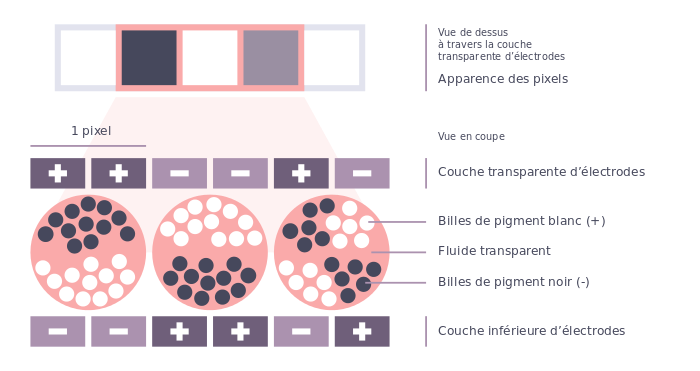 Vue de dessus
à travers la couche
transparente d’électrodes
Apparence des pixels
1 pixel
Vue en coupe
+ + − − + −
Couche transparente d’électrodes
Billes de pigment blanc (+)
Fluide transparent
Billes de pigment noir (-)
− − + + − +
Couche inférieure d’électrodes